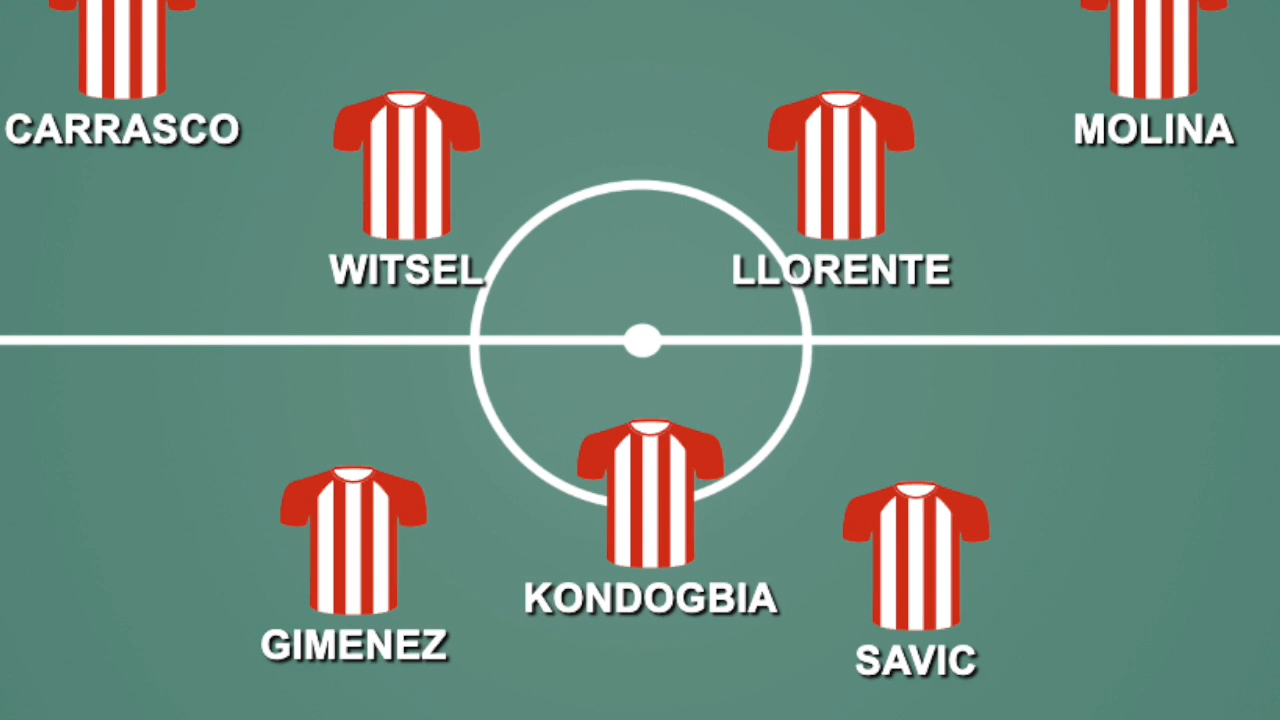 CARRASCO
MOLINA
WITSEL
LLORENTE
KONDOGBIA
GIMENEZ
SAVIC